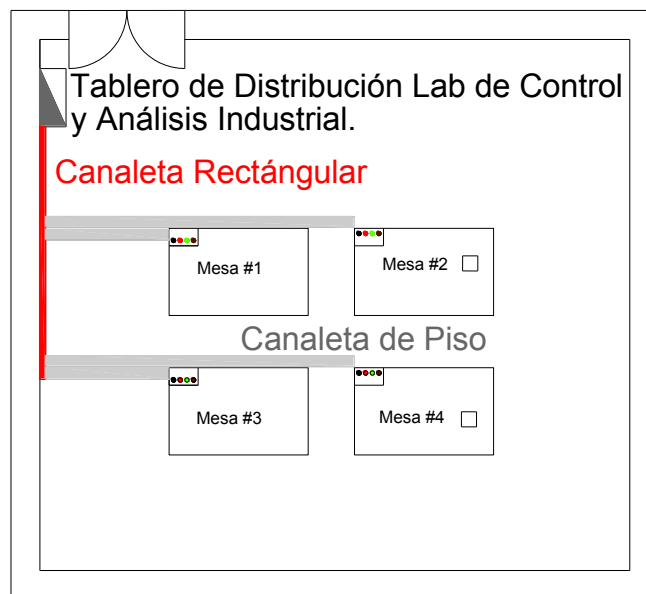 Tablero de Distribución Lab de Control
y Análisis Industrial.
Canaleta Rectángular
Mesa #1
Mesa #2
Canaleta de Piso
Mesa #3
Mesa #4